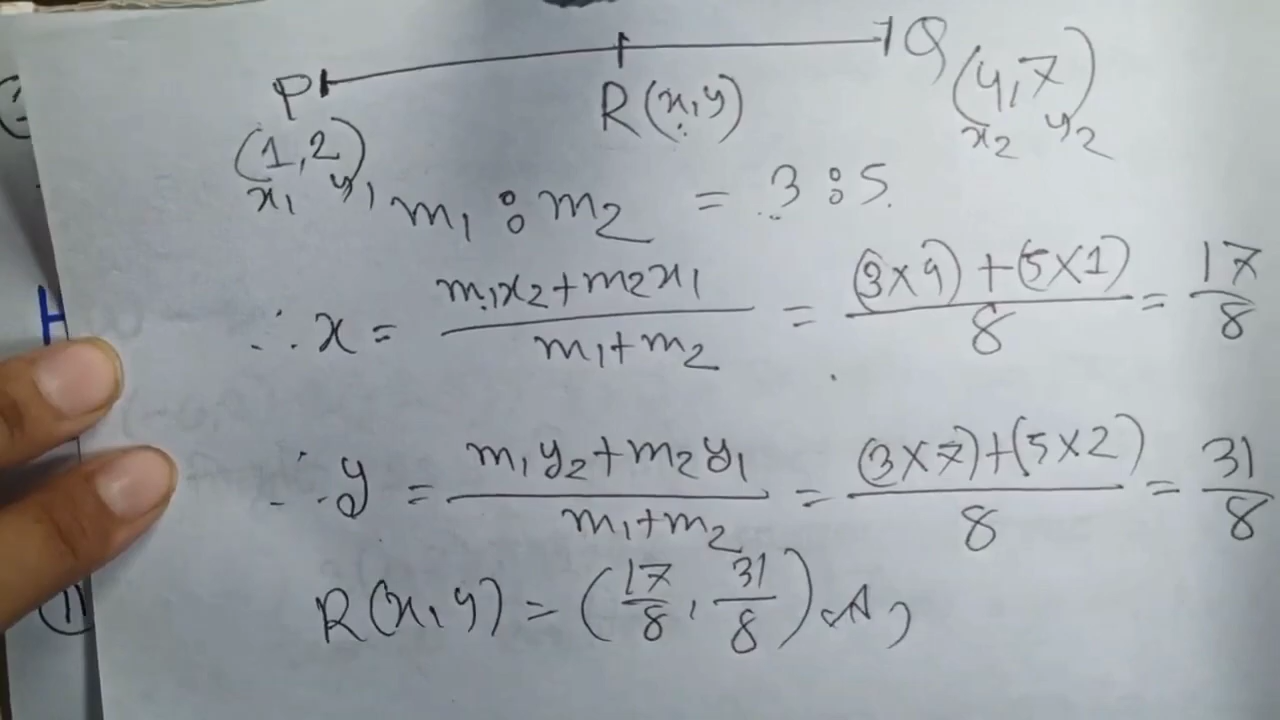 P R(x,y) Q (4,7)
(1,2) x₂ y₂
x₁ y₁ m₁ : m₂ = 3 : 5
∴ x = (m₁x₂+m₂x₁)/(m₁+m₂) = ((3×4)+(5×1))/8 = 17/8
∴ y = (m₁y₂+m₂y₁)/(m₁+m₂) = ((3×7)+(5×2))/8 = 31/8
R(x,y) = (17/8, 31/8)